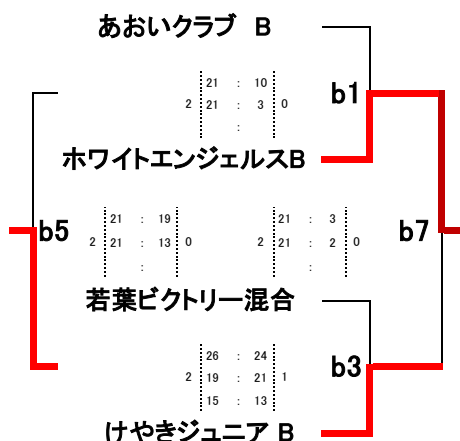 あおいクラブ B
21 : 10
b1
2 21 : 3 0
:
ホワイトエンジェルスB
21 : 19 21 : 3
b5 b7
2 21 : 13 0 2 21 : 2 0
: :
若葉ビクトリー混合
26 : 24
b3
2 19 : 21 1
15 : 13
けやきジュニア B